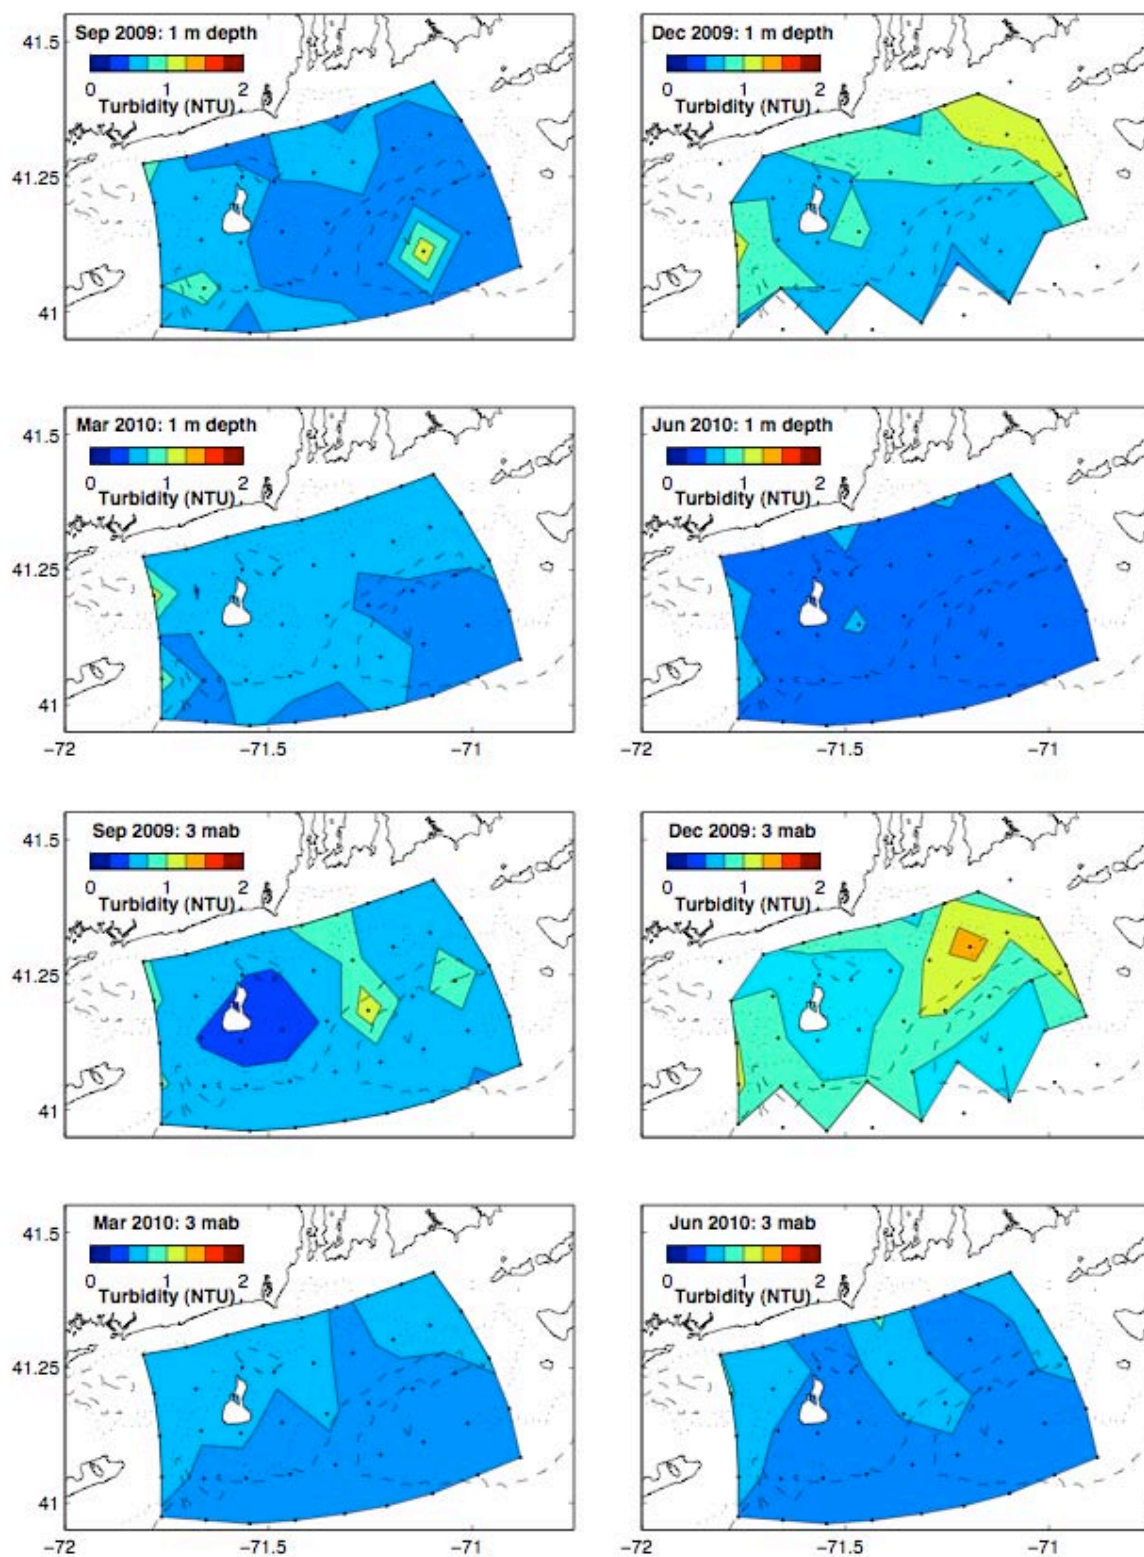 Sep 2009: 1 m depth
0 1 2
Turbidity (NTU)
41.5
41.25
41
Dec 2009: 1 m depth
0 1 2
Turbidity (NTU)
Mar 2010: 1 m depth
0 1 2
Turbidity (NTU)
41.5
41.25
41
−72 −71.5 −71
Jun 2010: 1 m depth
0 1 2
Turbidity (NTU)
−72 −71.5 −71
Sep 2009: 3 mab
0 1 2
Turbidity (NTU)
41.5
41.25
41
Dec 2009: 3 mab
0 1 2
Turbidity (NTU)
Mar 2010: 3 mab
0 1 2
Turbidity (NTU)
41.5
41.25
41
−72 −71.5 −71
Jun 2010: 3 mab
0 1 2
Turbidity (NTU)
−72 −71.5 −71